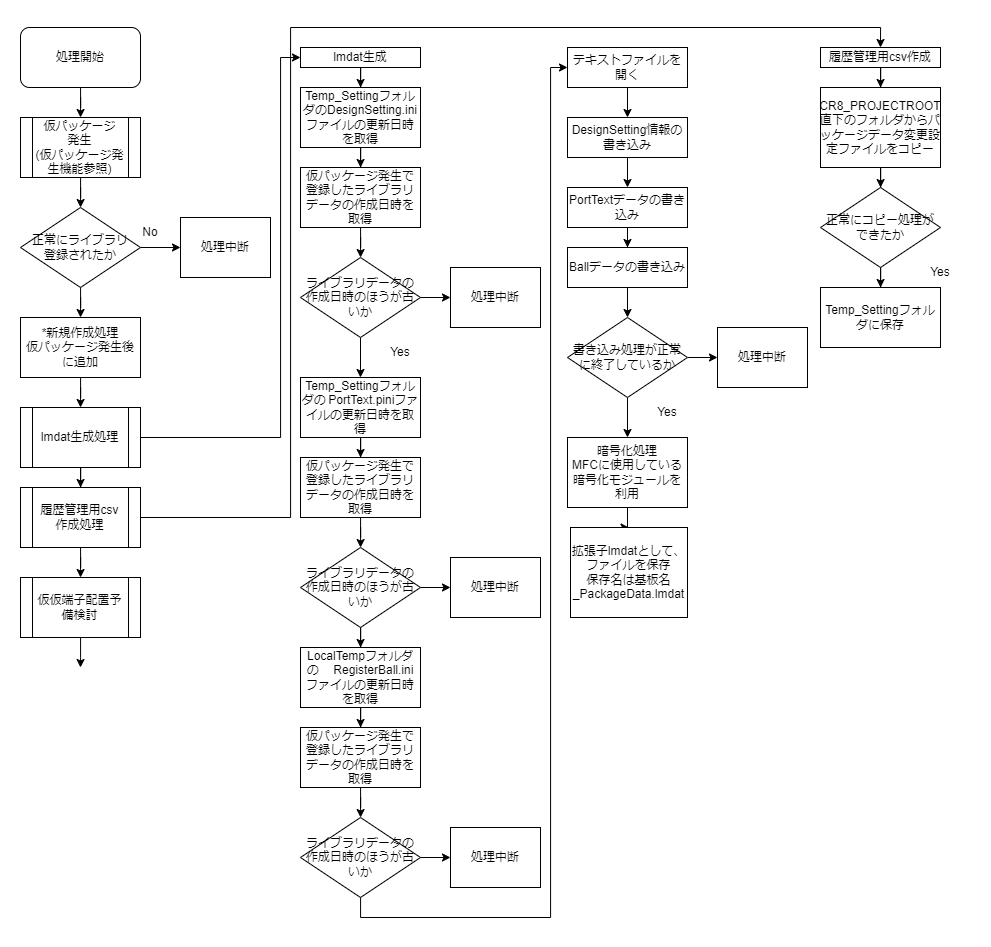 処理開始
仮パッケージ
発生
(仮パッケージ発
生機能参照)
正常にライブラリ
登録されたか
No
処理中断
*新規作成処理
仮パッケージ発生後
に追加
lmdat生成処理
履歴管理用csv
作成処理
仮仮端子配置予
備検討
lmdat生成
Temp_Settingフォル
ダのDesignSetting.ini
ファイルの更新日時
を取得
仮パッケージ発生で
登録したライブラリ
データの作成日時を
取得
ライブラリデータの
作成日時のほうが古
いか
処理中断
Yes
Temp_Settingフォル
ダの PortText.piniファ
イルの更新日時を取
得
仮パッケージ発生で
登録したライブラリ
データの作成日時を
取得
ライブラリデータの
作成日時のほうが古
いか
処理中断
LocalTempフォルダ
の RegisterBall.ini
ファイルの更新日時
を取得
仮パッケージ発生で
登録したライブラリ
データの作成日時を
取得
ライブラリデータの
作成日時のほうが古
いか
処理中断
テキストファイルを
開く
DesignSetting情報の
書き込み
PortTextデータの書き
込み
Ballデータの書き込み
書き込み処理が正常
に終了しているか
処理中断
Yes
暗号化処理
MFCに使用している
暗号化モジュールを
利用
拡張子lmdatとして、
ファイルを保存
保存名は基板名
_PackageData.lmdat
履歴管理用csv作成
CR8_PROJECTROOT
直下のフォルダからパ
ッケージデータ変更設
定ファイルをコピー
正常にコピー処理が
できたか
Yes
Temp_Settingフォル
ダに保存